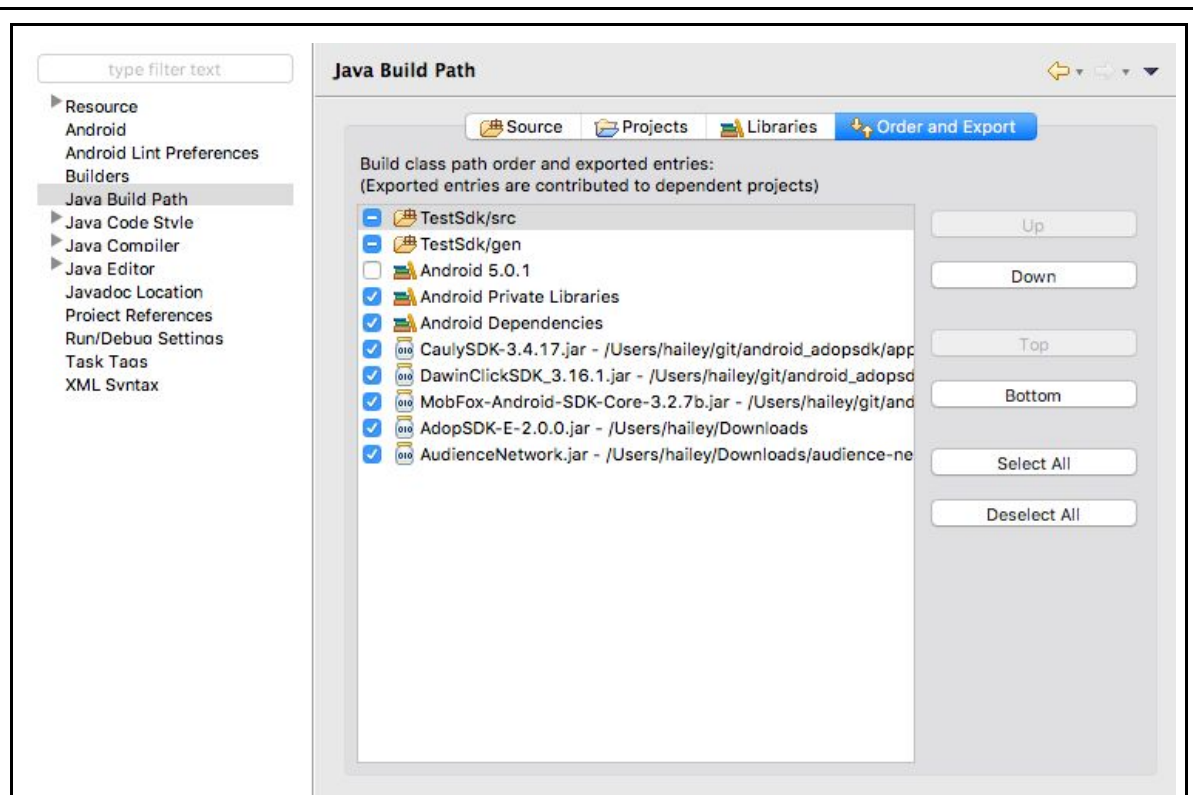 type filter text
Resource
Android
Android Lint Preferences
Builders
Java Build Path
Java Code Style
Java Compiler
Java Editor
Javadoc Location
Project References
Run/Debug Settings
Task Tags
XML Syntax
Java Build Path
Source Projects Libraries Order and Export
Build class path order and exported entries:
(Exported entries are contributed to dependent projects)
TestSdk/src
TestSdk/gen
Android 5.0.1
Android Private Libraries
Android Dependencies
CaulySDK-3.4.17.jar - /Users/hailey/git/android_adopsdk/app
DawinClickSDK_3.16.1.jar - /Users/hailey/git/android_adopsd
MobFox-Android-SDK-Core-3.2.7b.jar - /Users/hailey/git/and
AdopSDK-E-2.0.0.jar - /Users/hailey/Downloads
AudienceNetwork.jar - /Users/hailey/Downloads/audience-ne
Up
Down
Top
Bottom
Select All
Deselect All